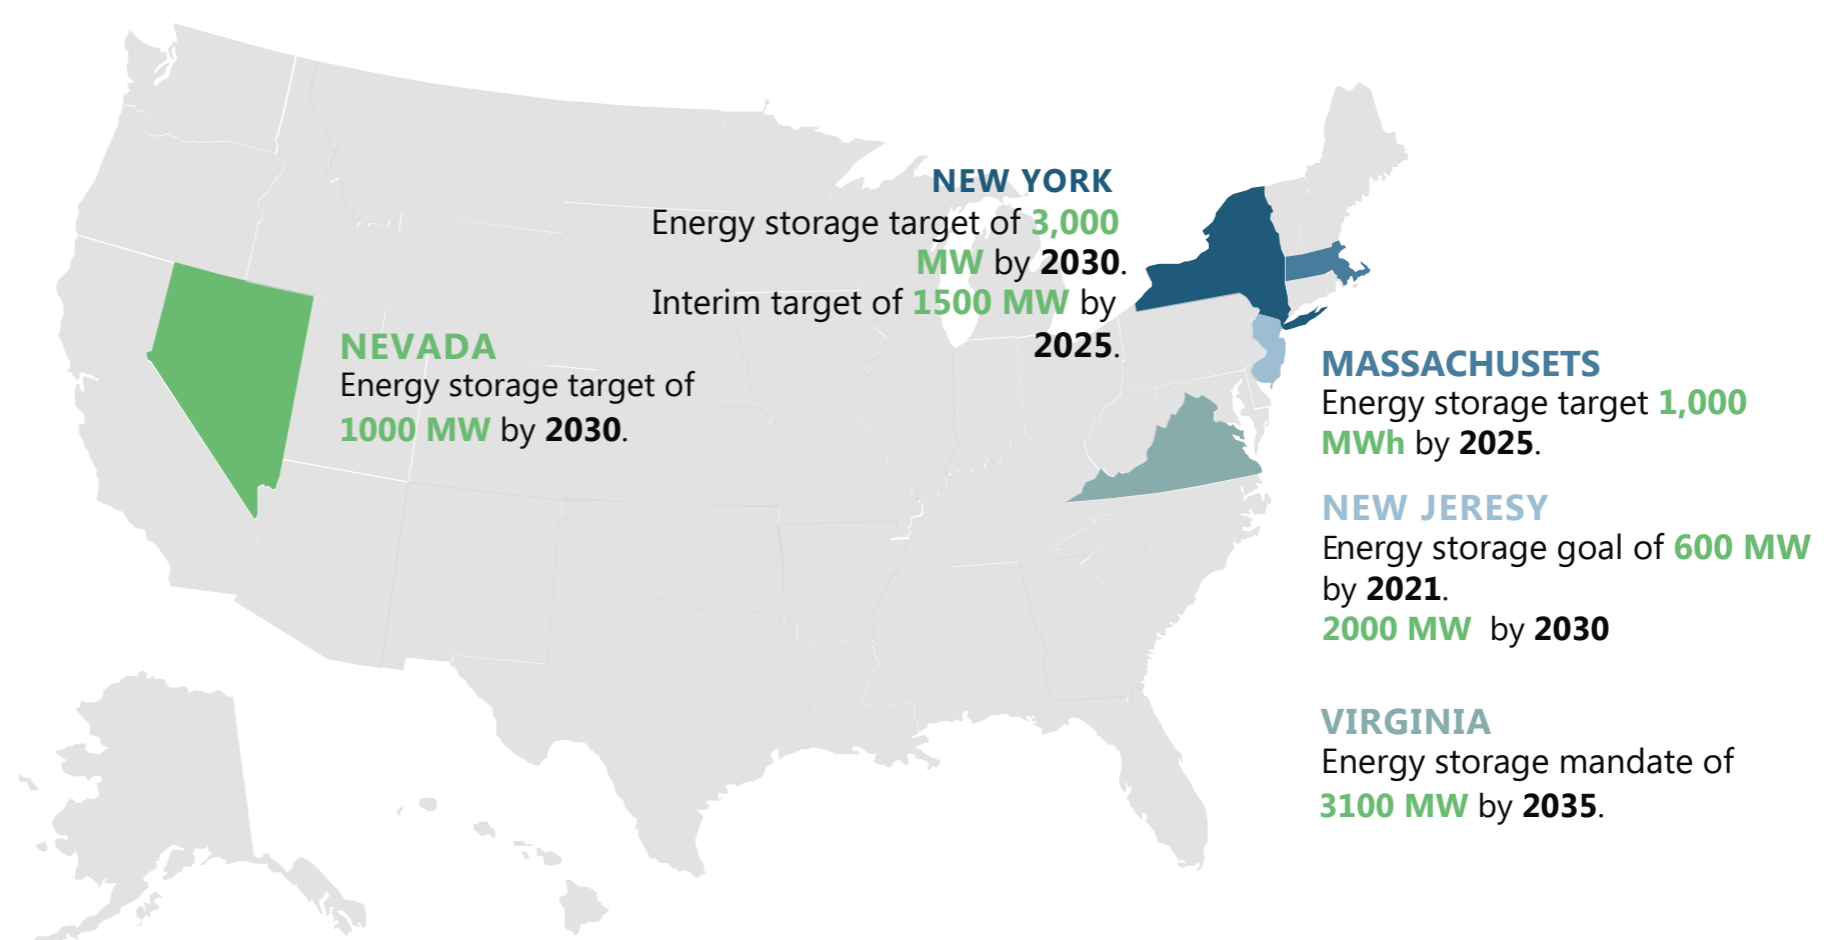 NEW YORK
Energy storage target of 3,000
MW by 2030.
Interim target of 1500 MW by
2025.
NEVADA
Energy storage target of
1000 MW by 2030.
MASSACHUSETS
Energy storage target 1,000
MWh by 2025.
NEW JERESY
Energy storage goal of 600 MW
by 2021.
2000 MW by 2030
VIRGINIA
Energy storage mandate of
3100 MW by 2035.